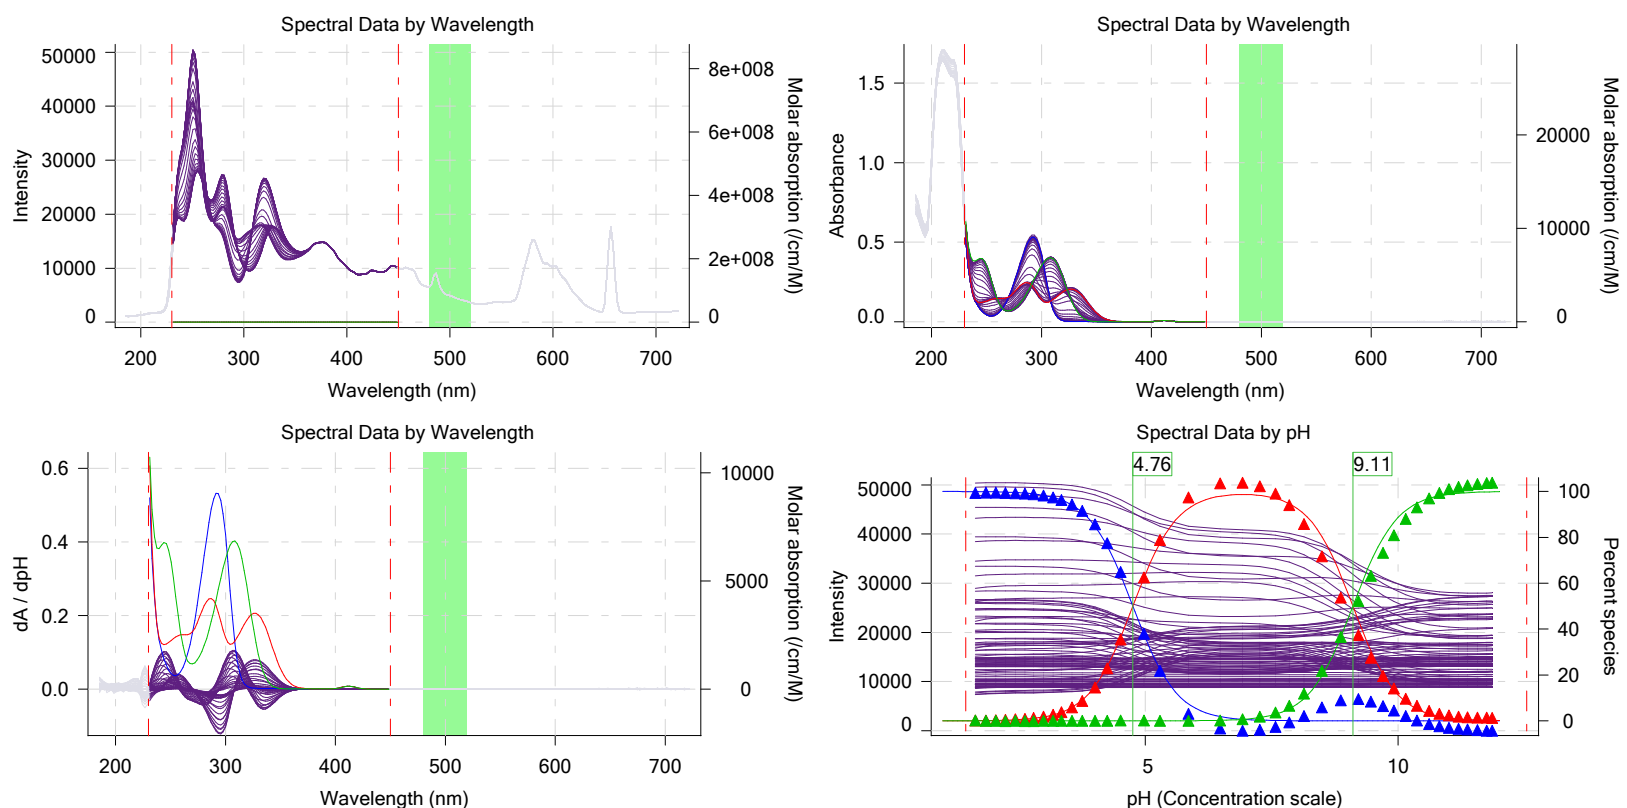 Spectral Data by Wavelength
50000
40000
30000
20000
10000
0
Intensity
8e+008
6e+008
4e+008
2e+008
0
Molar absorption (/cm/M)
200 300 400 500 600 700
Wavelength (nm)
Spectral Data by Wavelength
1.5
1.0
0.5
0.0
Absorbance
20000
10000
0
Molar absorption (/cm/M)
200 300 400 500 600 700
Wavelength (nm)
Spectral Data by Wavelength
0.6
0.4
0.2
0.0
dA / dpH
10000
5000
0
Molar absorption (/cm/M)
200 300 400 500 600 700
Wavelength (nm)
Spectral Data by pH
4.76 9.11
50000
40000
30000
20000
10000
0
Intensity
100
80
60
40
20
0
Percent species
5 10
pH (Concentration scale)